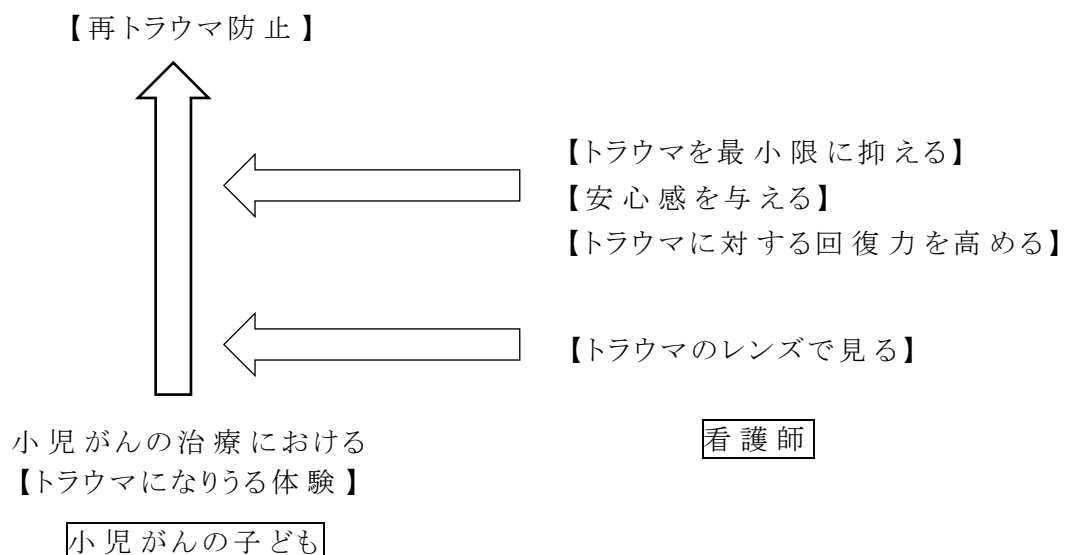 【再トラウマ防止】
【トラウマを最小限に抑える】
【安心感を与える】
【トラウマに対する回復力を高める】
【トラウマのレンズで見る】
小児がんの治療における
【トラウマになりうる体験】
看護師
小児がんの子ども